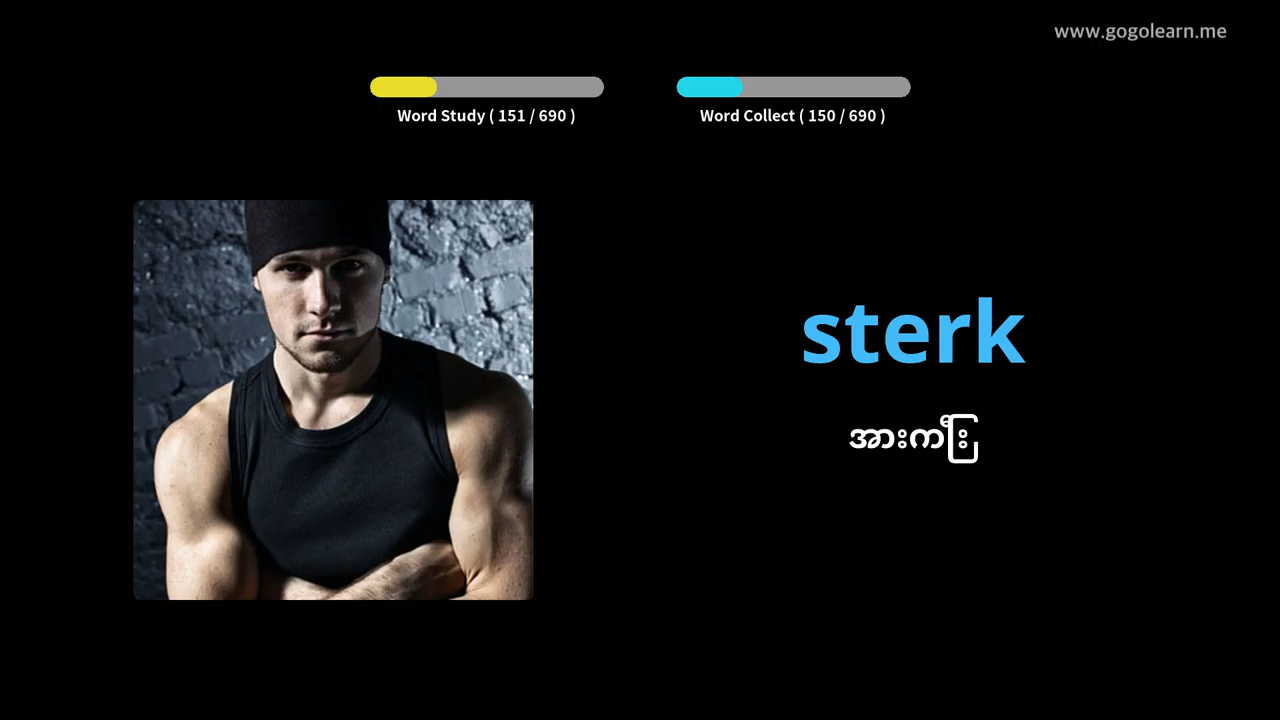 www.gogolearn.me
Word Study ( 151 / 690 )
Word Collect ( 150 / 690 )
sterk
အားကြီး